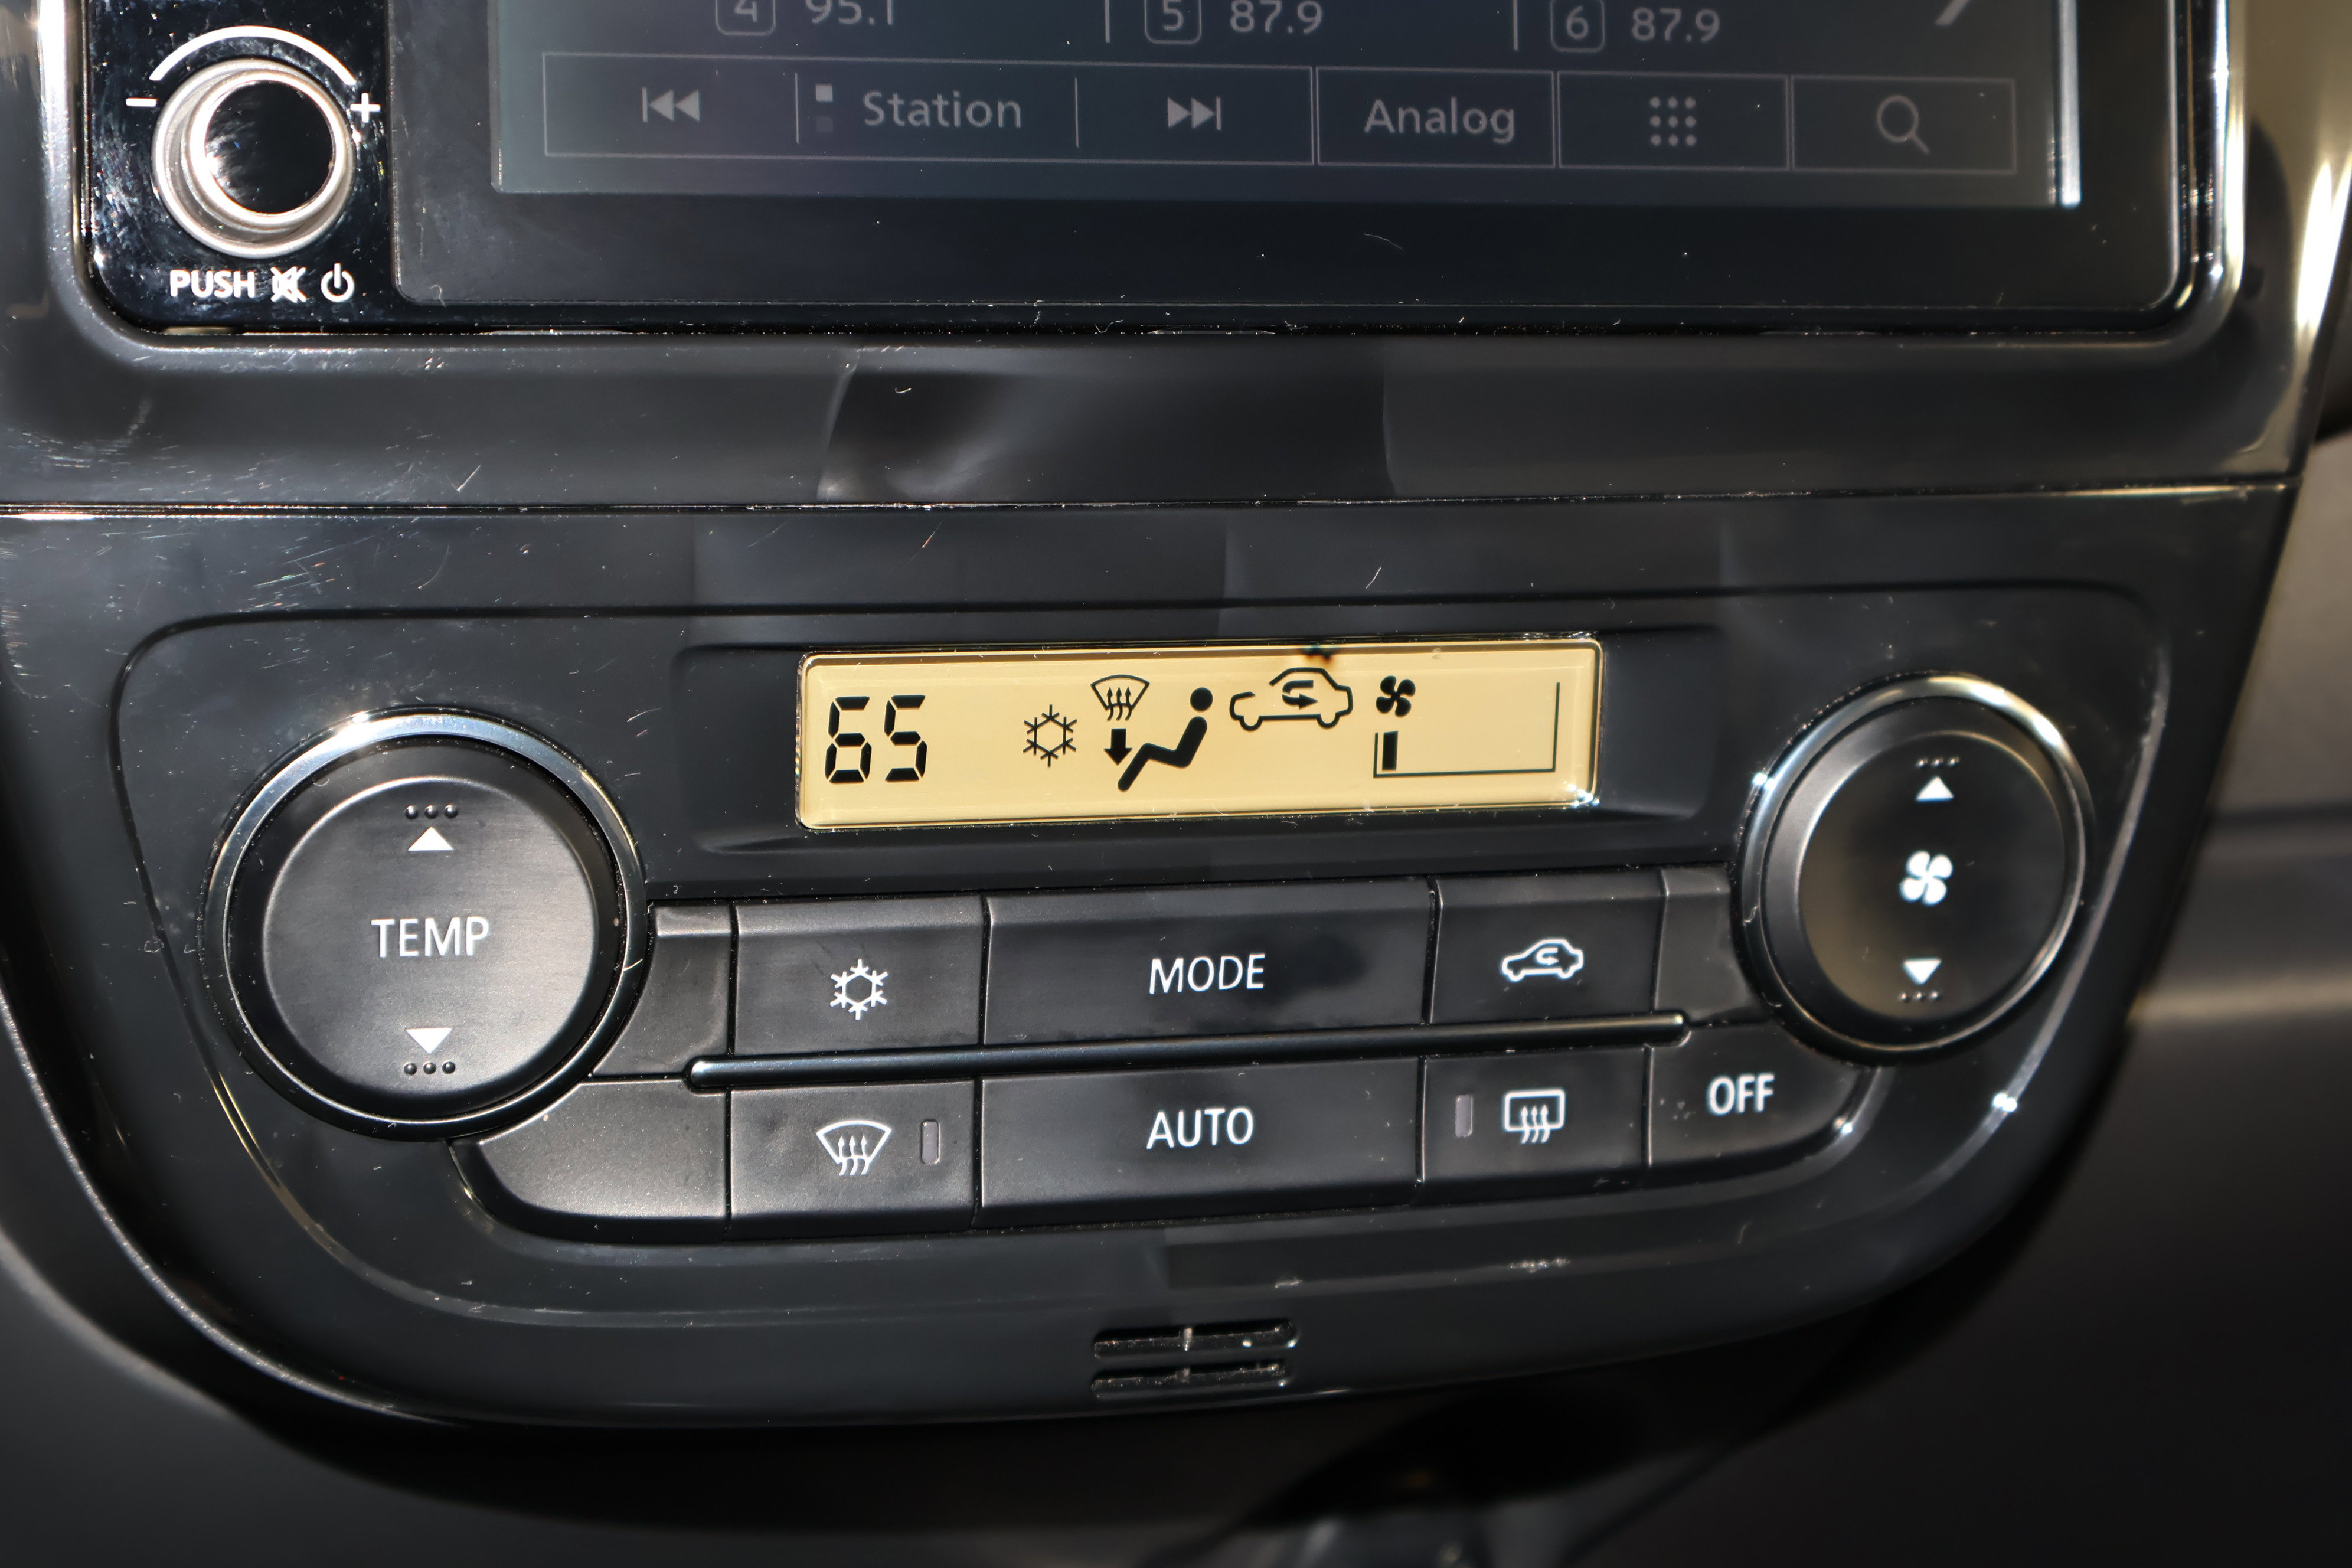 4 95.1 5 87.9 6 87.9
Station Analog
PUSH
65
TEMP
MODE
AUTO
OFF